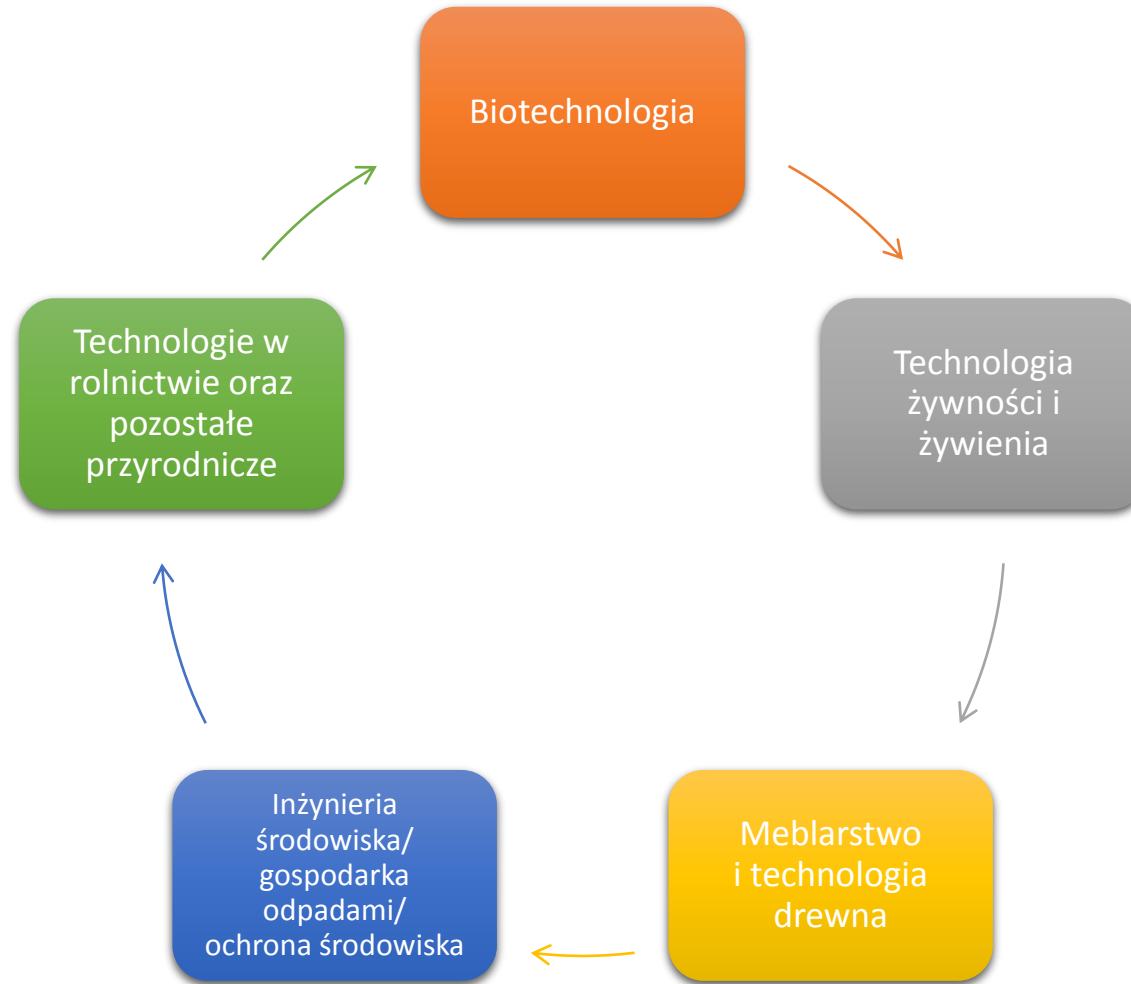 Biotechnologia
Technologia
żywności i
żywienia
Meblarstwo
i technologia
drewna
Inżynieria
środowiska/
gospodarka
odpadami/
ochrona środowiska
Technologie w
rolnictwie oraz
pozostałe
przyrodnicze